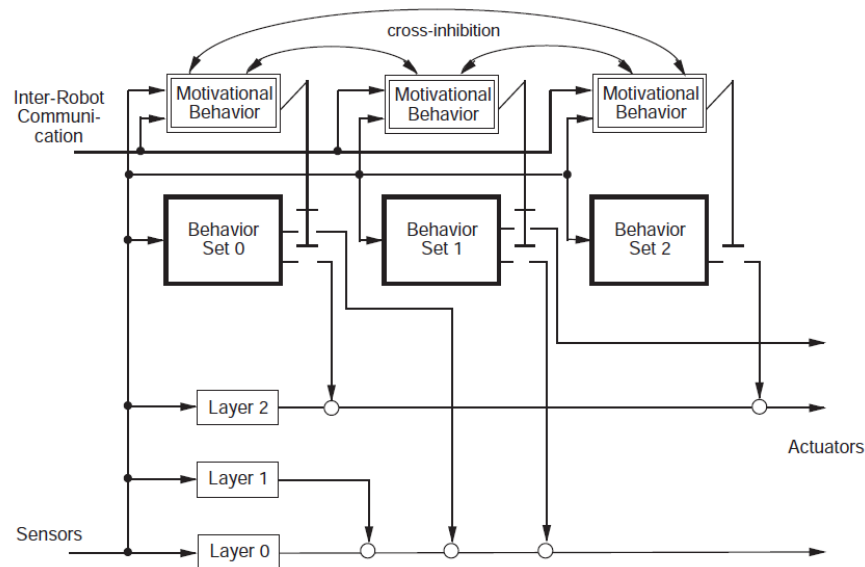 cross-inhibition
Inter-Robot
Communi-
cation
Motivational
Behavior
Motivational
Behavior
Motivational
Behavior
Behavior
Set 0
Behavior
Set 1
Behavior
Set 2
Layer 2
Actuators
Layer 1
Sensors
Layer 0